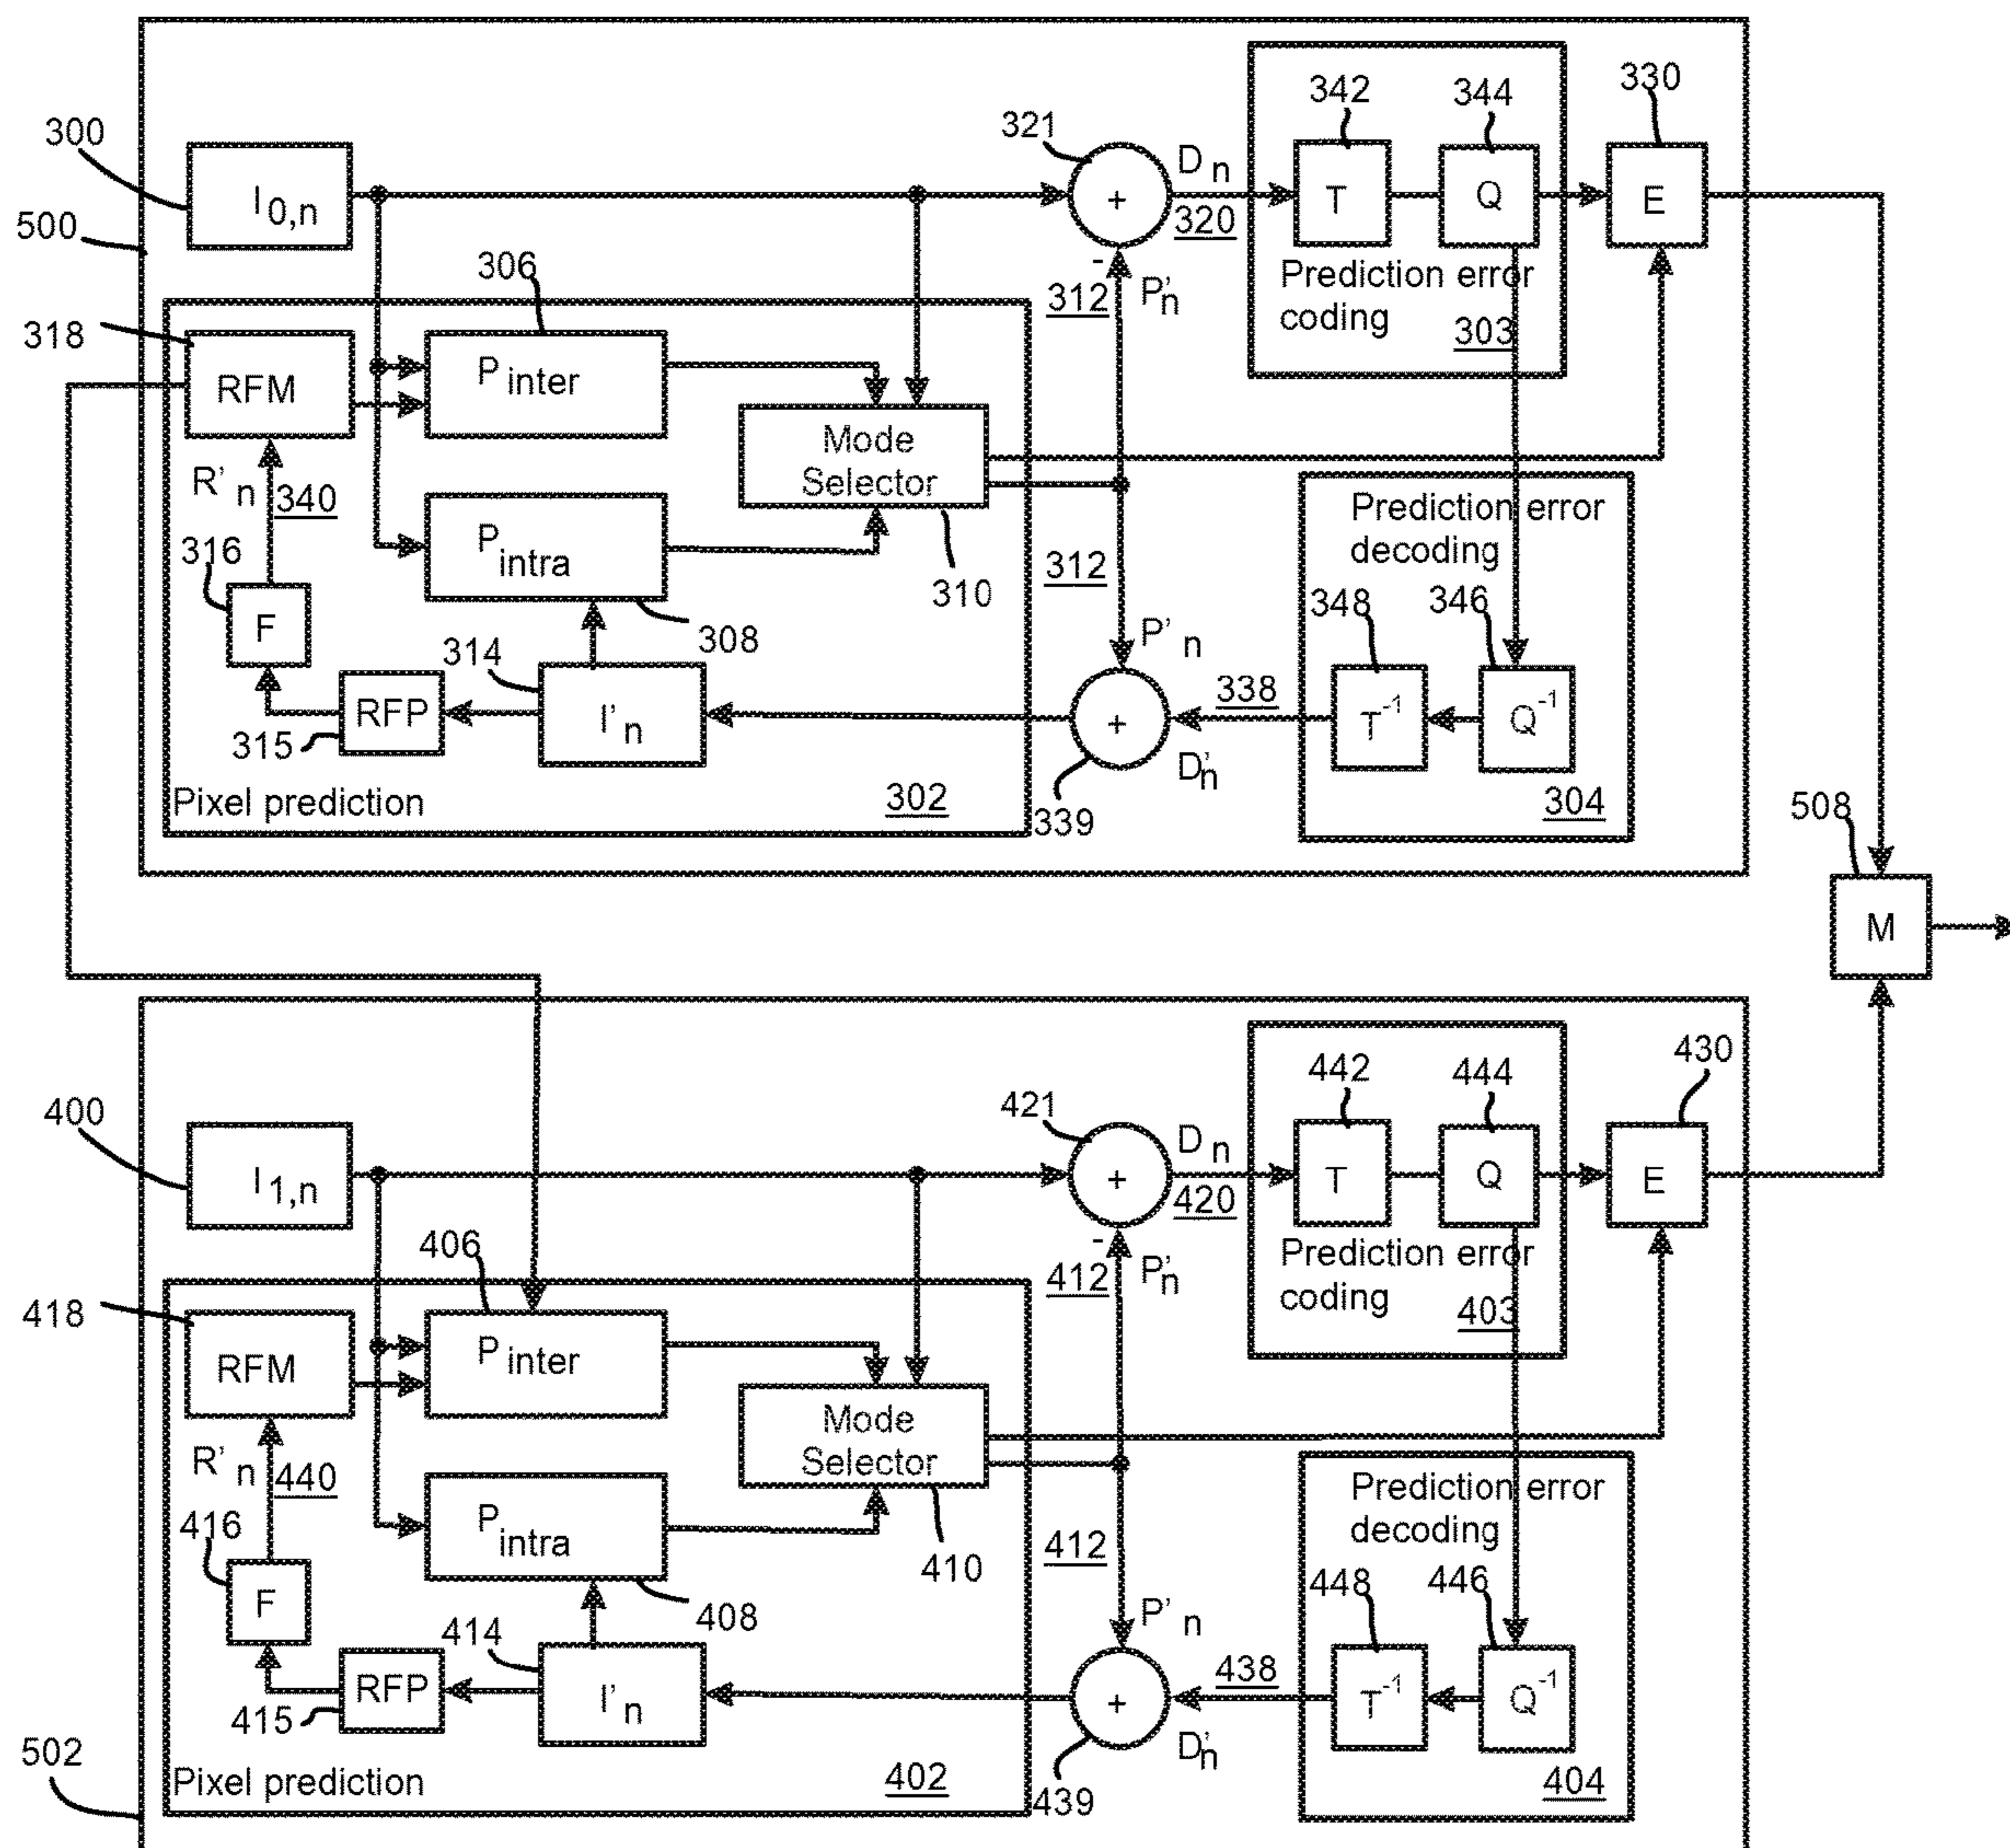 342
344
330
321
300
I0,n
+
Dn
320
T
Q
E
500
306
-
312
P'n
Prediction error
coding
303
318
RFM
Pinter
Mode
Selector
R'n
340
Pintra
312
Prediction error
decoding
316
310
F
308
348
346
314
P'n
338
315
RFP
I'n
+
T-1
Q-1
D'n
Pixel prediction
302
339
304
508
M
442
444
430
421
400
I1,n
+
Dn
420
T
Q
E
406
-
412
P'n
Prediction error
coding
403
418
RFM
Pinter
Mode
Selector
R'n
440
Pintra
412
Prediction error
decoding
416
410
F
408
448
446
414
P'n
438
415
RFP
I'n
+
T-1
Q-1
502
D'n
Pixel prediction
402
439
404